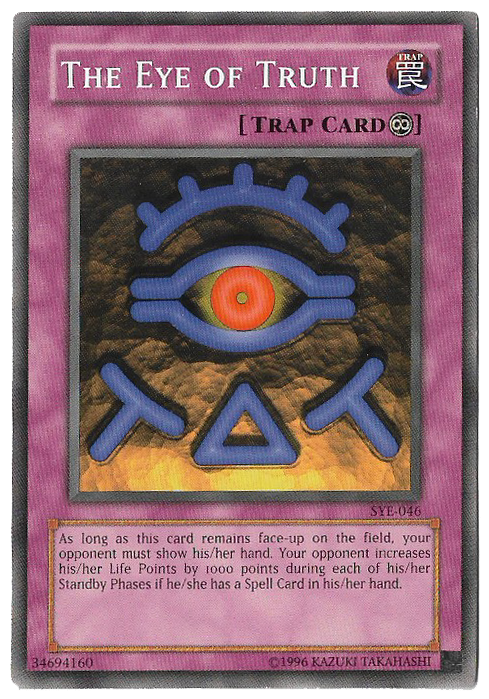 THE EYE OF TRUTH
TRAP
罠
[TRAP CARD∞]
SYE-046
As long as this card remains face-up on the field, your
opponent must show his/her hand. Your opponent increases
his/her Life Points by 1000 points during each of his/her
Standby Phases if he/she has a Spell Card in his/her hand.
34694160
©1996 KAZUKI TAKAHASHI